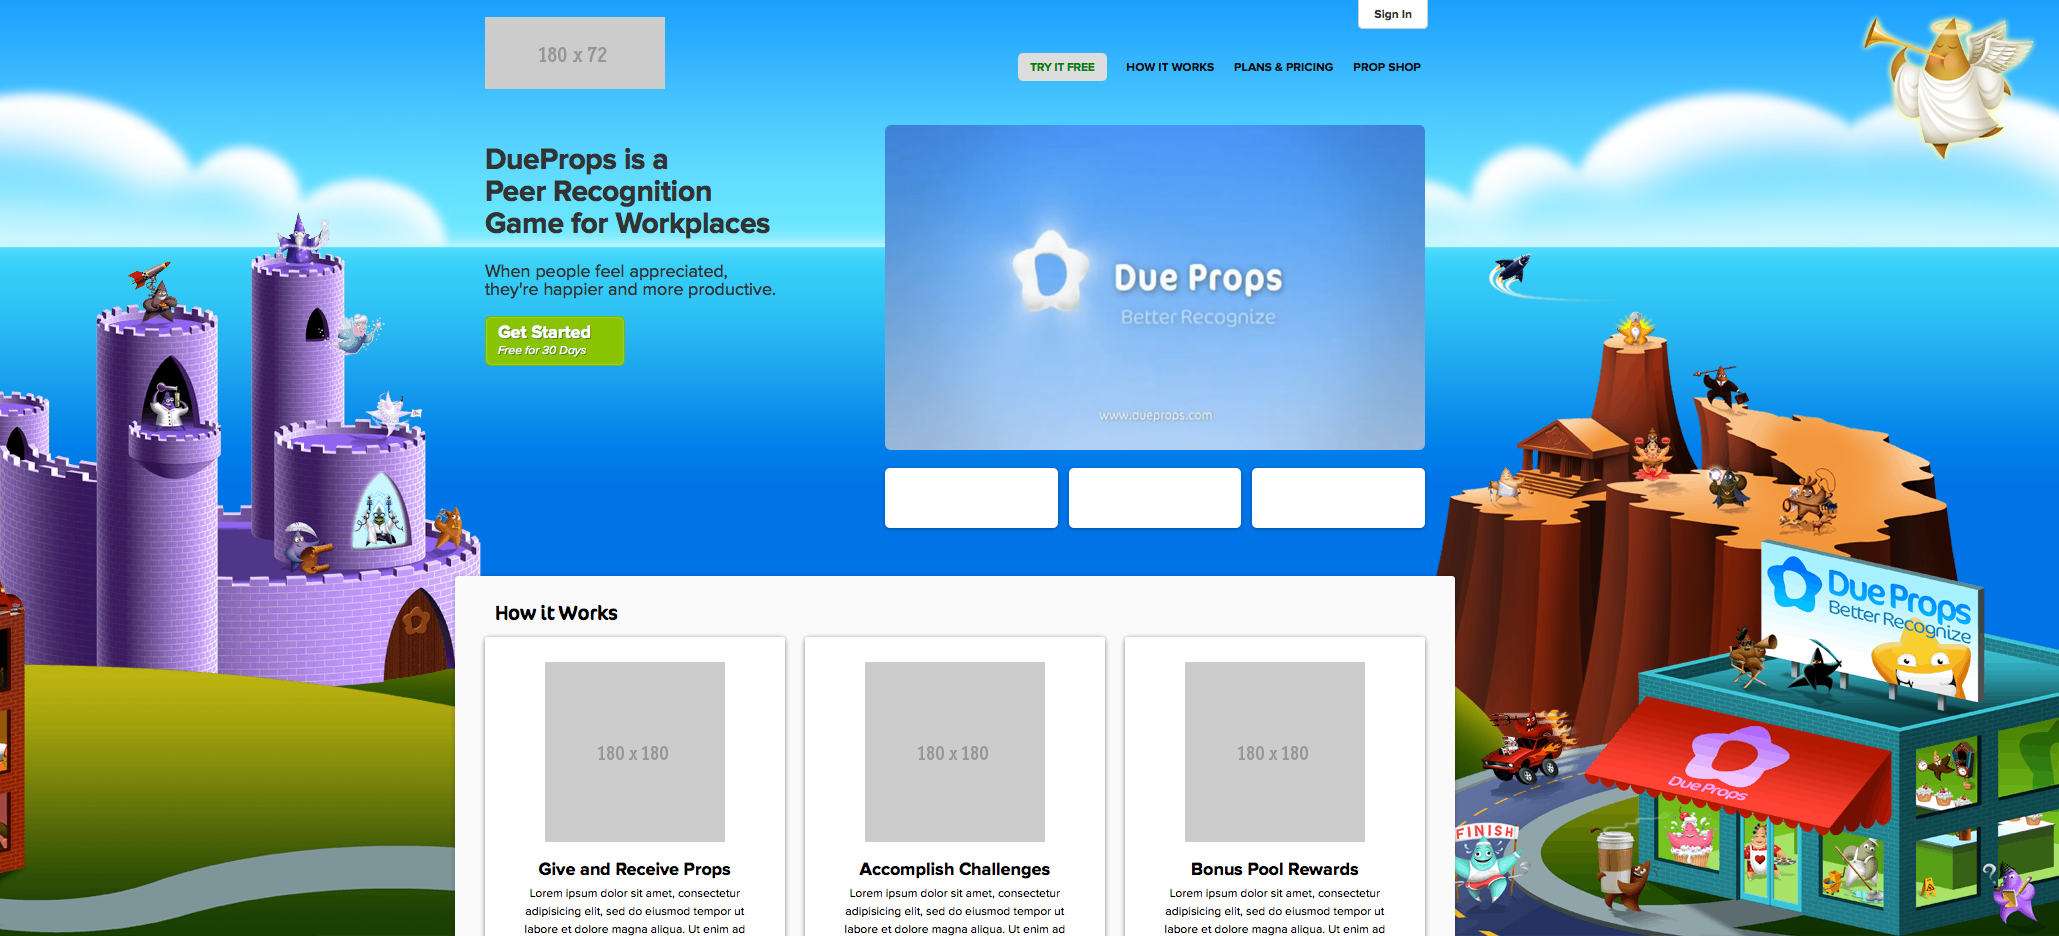 Sign In
180 x 72
TRY IT FREE
HOW IT WORKS
PLANS & PRICING
PROP SHOP
DueProps is a
Peer Recognition
Game for Workplaces
When people feel appreciated,
they're happier and more productive.
Get Started
Free for 30 Days
Due Props
Better Recognize
www.dueprops.com
Due Props
Better Recognize
Due Props
FINISH
?
How it Works
180 x 180
180 x 180
180 x 180
Give and Receive Props
Lorem ipsum dolor sit amet, consectetur
adipisicing elit, sed do eiusmod tempor ut
labore et dolore magna aliqua. Ut enim ad
Accomplish Challenges
Lorem ipsum dolor sit amet, consectetur
adipisicing elit, sed do eiusmod tempor ut
labore et dolore magna aliqua. Ut enim ad
Bonus Pool Rewards
Lorem ipsum dolor sit amet, consectetur
adipisicing elit, sed do eiusmod tempor ut
labore et dolore magna aliqua. Ut enim ad